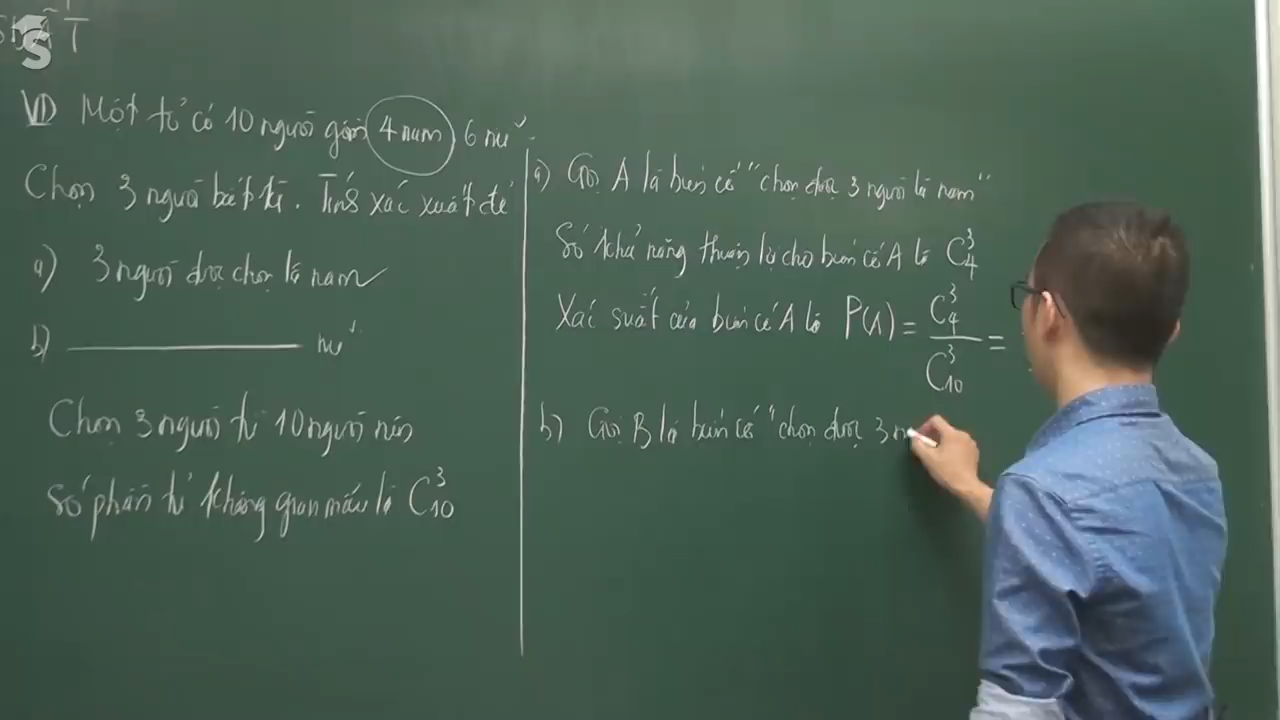 SUẤT
VD Một tổ có 10 người gồm 4 nam, 6 nữ.
Chọn 3 người bất kì. Tính xác xuất để
a) 3 người được chọn là nam
b) nữ
Chọn 3 người từ 10 người nên
Số phần tử không gian mẫu là C³₁₀
a) Gọi A là biến cố "chọn được 3 người là nam"
Số khả năng thuận lợi cho biến cố A là C³₄
Xác suất của biến cố A là P(A) = C³₄ / C³₁₀ =
b) Gọi B là biến cố "chọn được 3 n